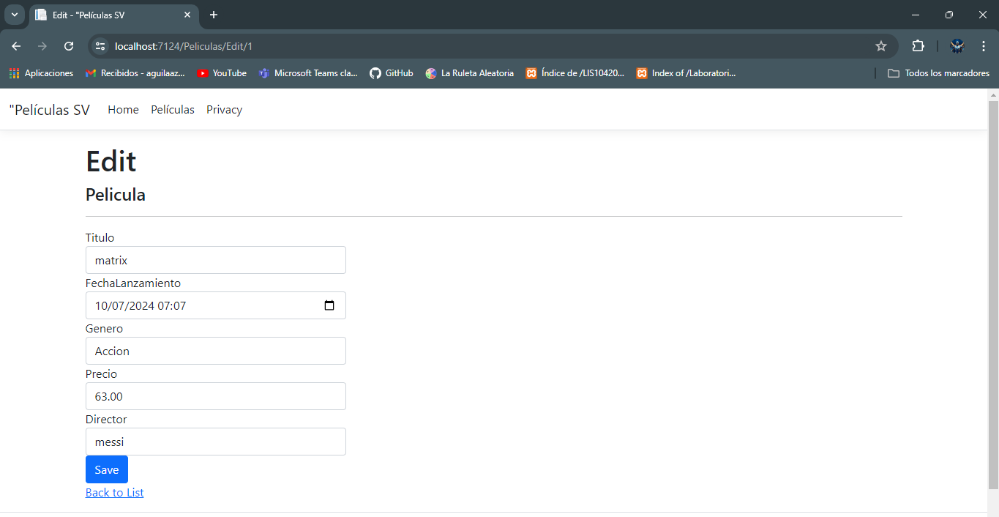 Edit - "Películas SV
localhost:7124/Peliculas/Edit/1
Aplicaciones Recibidos - aguilaaz... YouTube Microsoft Teams cla... GitHub La Ruleta Aleatoria Índice de /LIS10420... Index of /Laboratori... Todos los marcadores
"Películas SV Home Películas Privacy
Edit
Pelicula
Titulo
matrix
FechaLanzamiento
10/07/2024 07:07
Genero
Accion
Precio
63.00
Director
messi
Save
Back to List